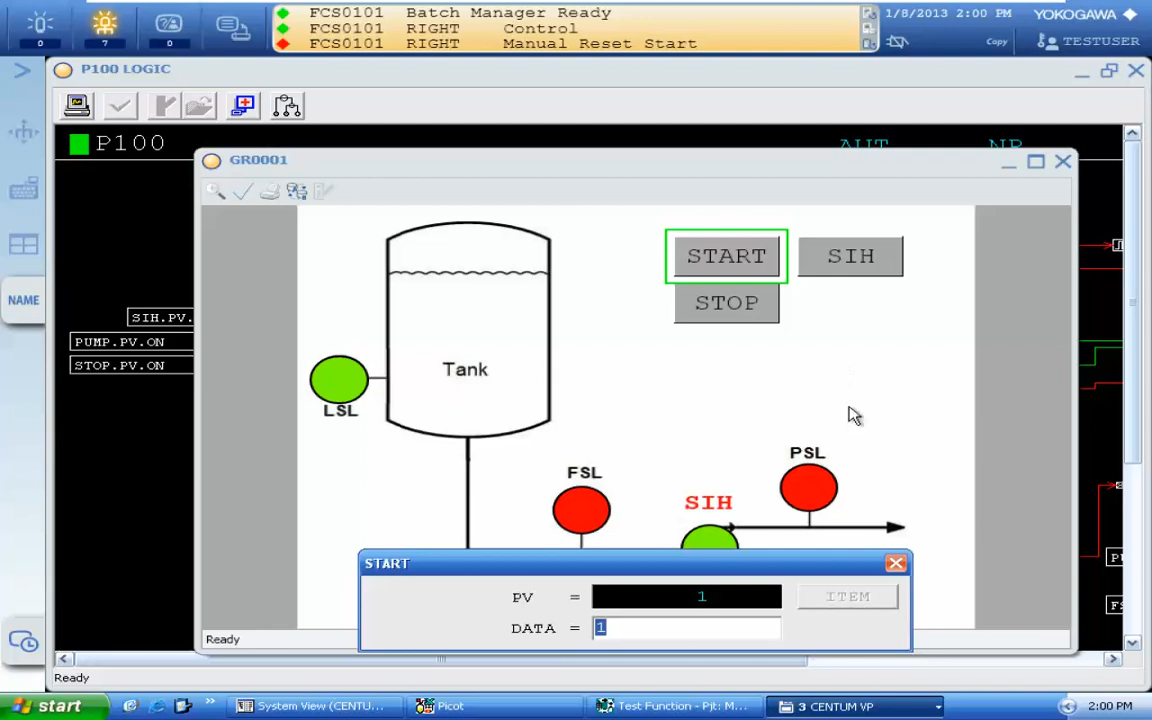 FCS0101 Batch Manager Ready
FCS0101 RIGHT Control
FCS0101 RIGHT Manual Reset Start
0
7
0
1/8/2013 2:00 PM
YOKOGAWA
Copy
TESTUSER
P100 LOGIC
P100
GR0001
START
SIH
STOP
Tank
LSL
FSL
SIH
PSL
NAME
SIH.PV.
PUMP.PV.ON
STOP.PV.ON
START
PV = 1
ITEM
DATA = 1
Ready
Ready
start
System View (CENTU...
Picot
Test Function - Pjt: M...
3 CENTUM VP
2:00 PM